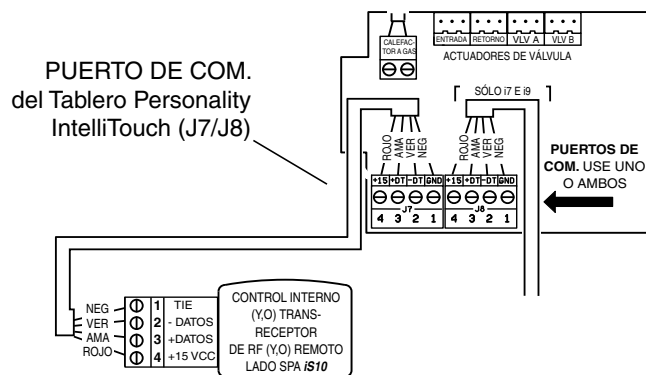 CALEFAC-
TOR A GAS
ENTRADA RETORNO VLV A VLV B
ACTUADORES DE VÁLVULA
PUERTO DE COM.
del Tablero Personality
IntelliTouch (J7/J8)
SÓLO i7 E i9
ROJO AMA VER NEG ROJO AMA VER NEG
PUERTOS DE
COM. USE UNO
O AMBOS
+15 +DT -DT GND +15 +DT -DT GND
J7 J8
4 3 2 1 4 3 2 1
NEG 1 TIE
VER 2 - DATOS
AMA 3 +DATOS
ROJO 4 +15 VCC
CONTROL INTERNO
(Y,O) TRANS-
RECEPTOR
DE RF (Y,O) REMOTO
LADO SPA iS10